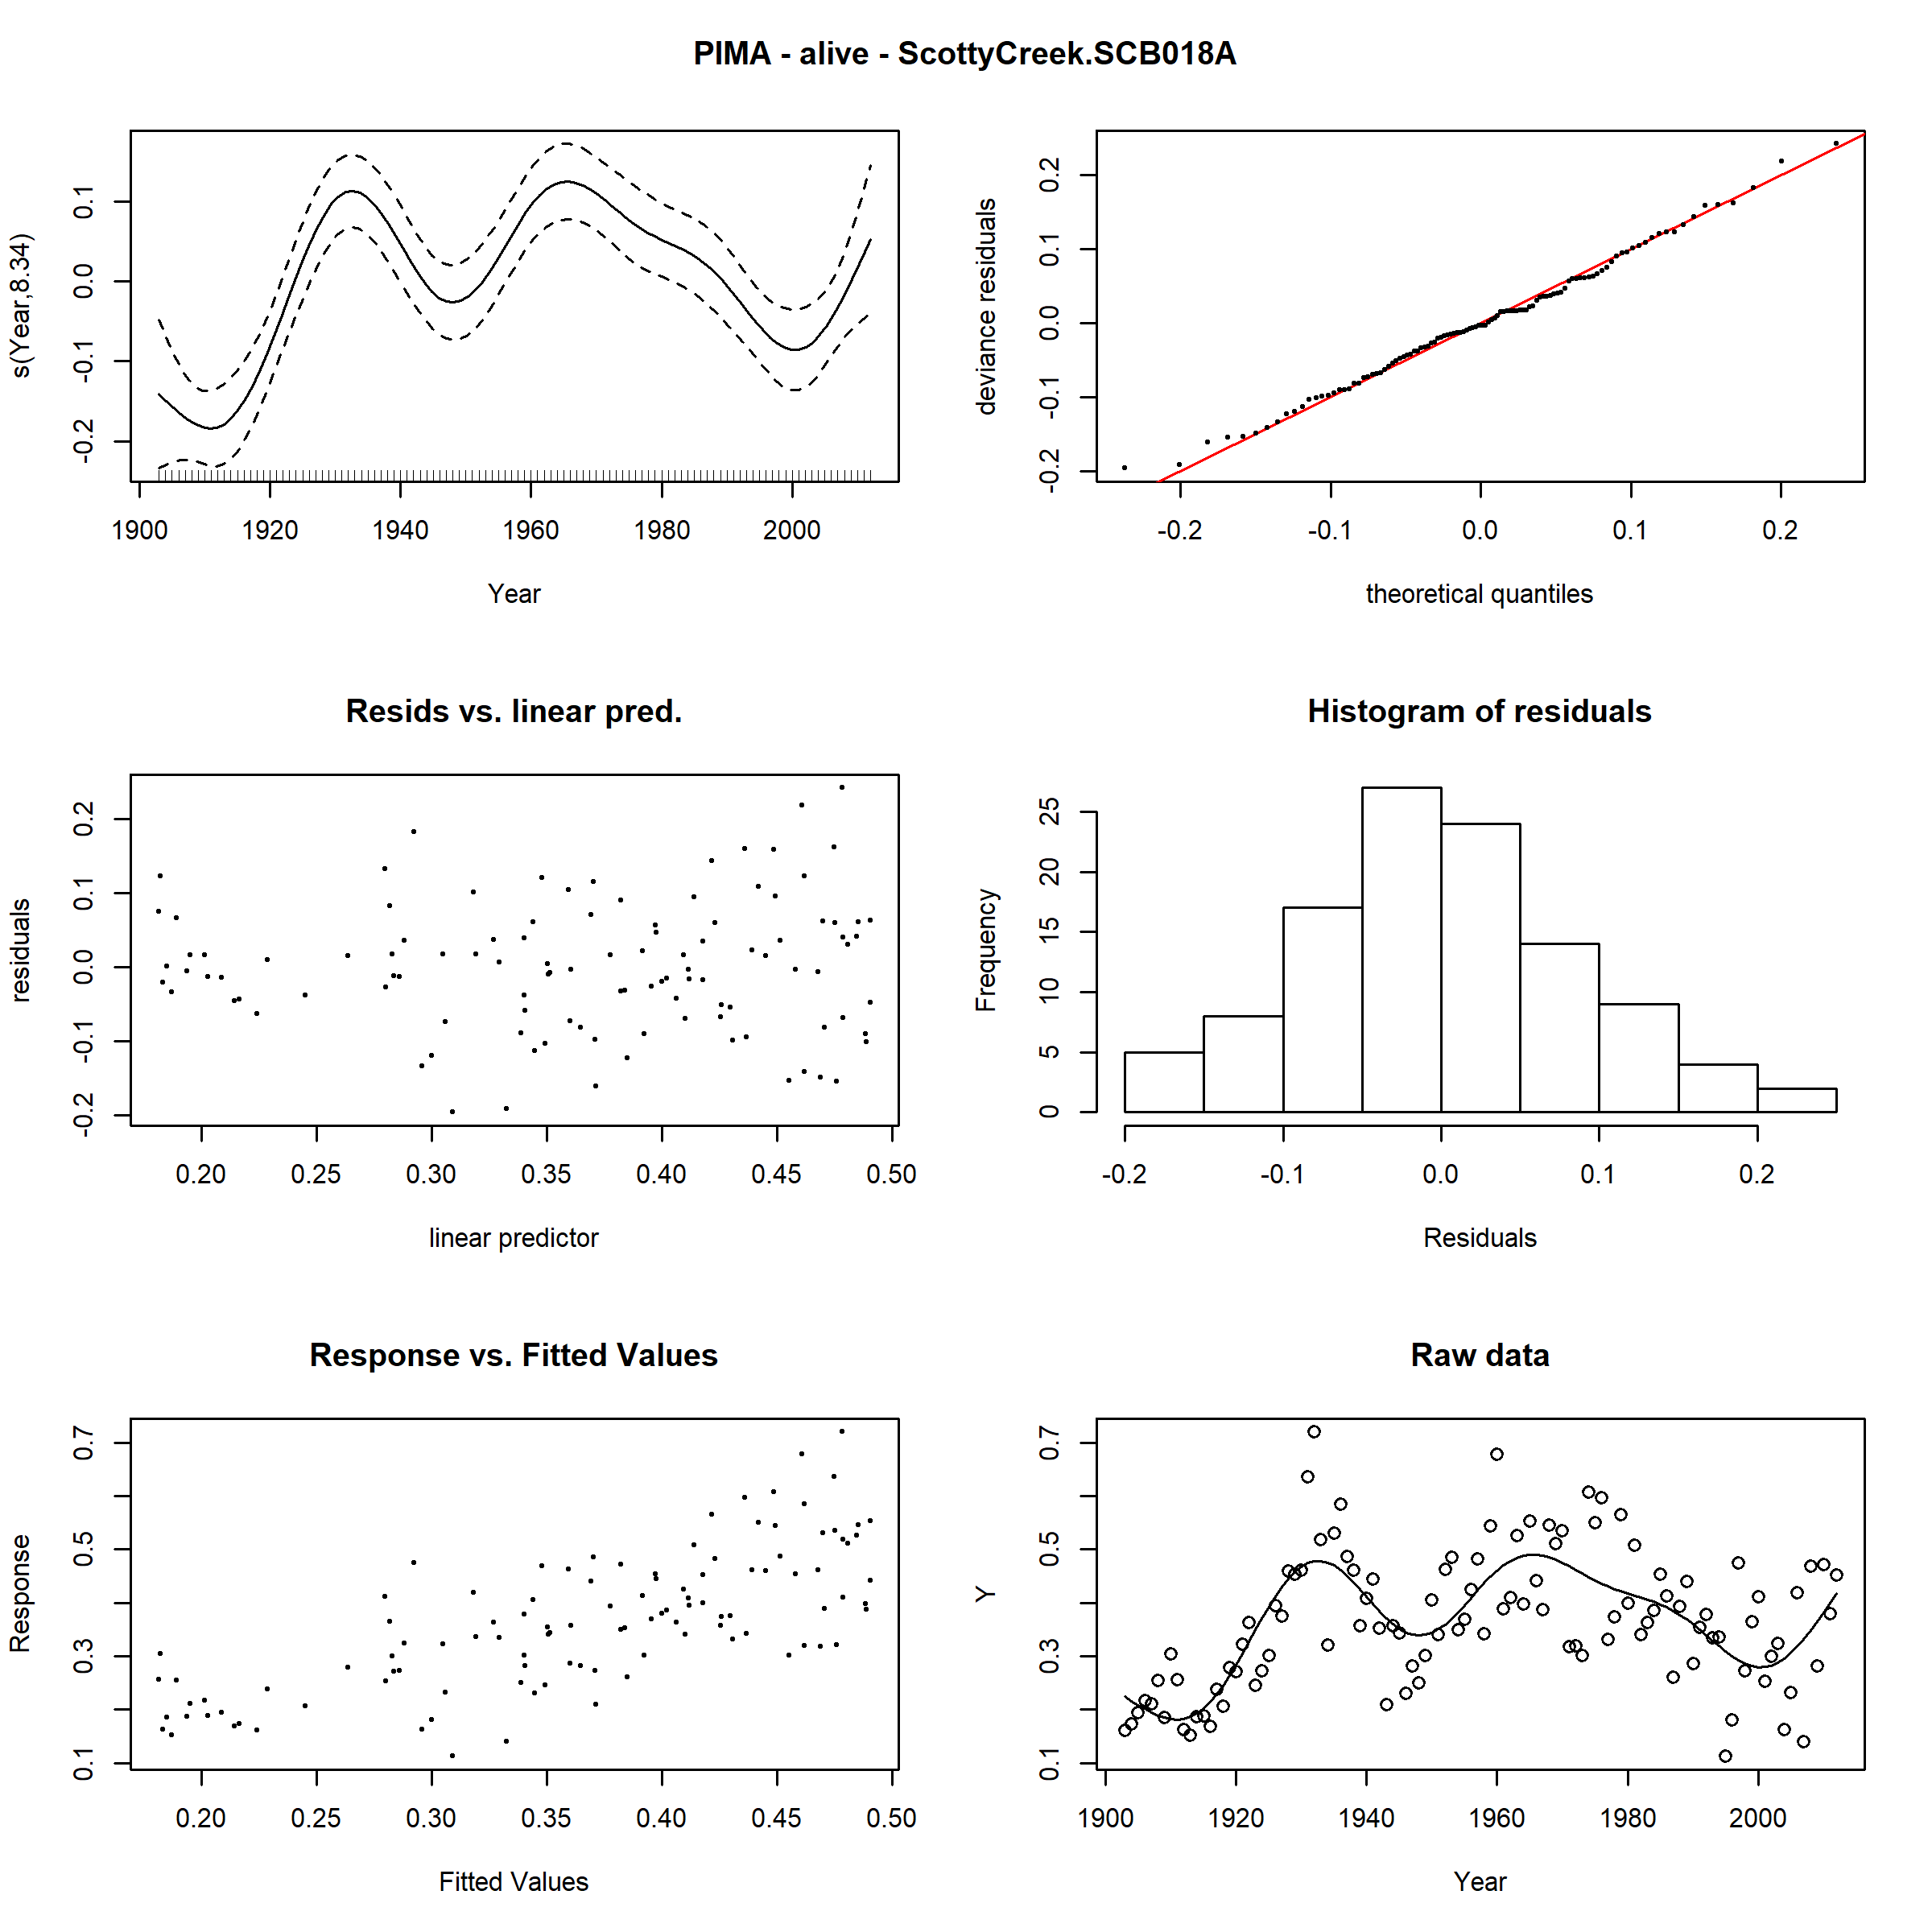 PIMA - alive - ScottyCreek.SCB018A
s(Year,8.34)
0.1
0.0
-0.1
-0.2
1900 1920 1940 1960 1980 2000
Year
deviance residuals
0.2
0.1
0.0
-0.1
-0.2
-0.2 -0.1 0.0 0.1 0.2
theoretical quantiles
Resids vs. linear pred.
residuals
0.2
0.1
0.0
-0.1
-0.2
0.20 0.25 0.30 0.35 0.40 0.45 0.50
linear predictor
Histogram of residuals
Frequency
25
20
15
10
5
0
-0.2 -0.1 0.0 0.1 0.2
Residuals
Response vs. Fitted Values
Response
0.7
0.5
0.3
0.1
0.20 0.25 0.30 0.35 0.40 0.45 0.50
Fitted Values
Raw data
Y
0.7
0.5
0.3
0.1
1900 1920 1940 1960 1980 2000
Year